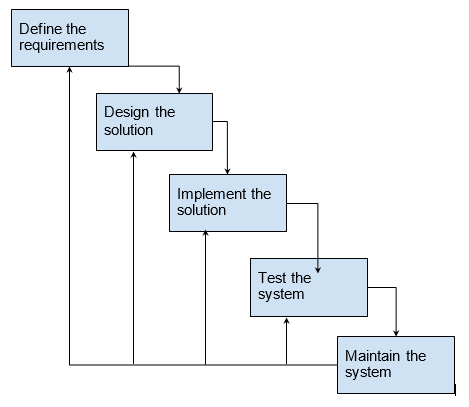 Define the
requirements
Design the
solution
Implement the
solution
Test the
system
Maintain the
system